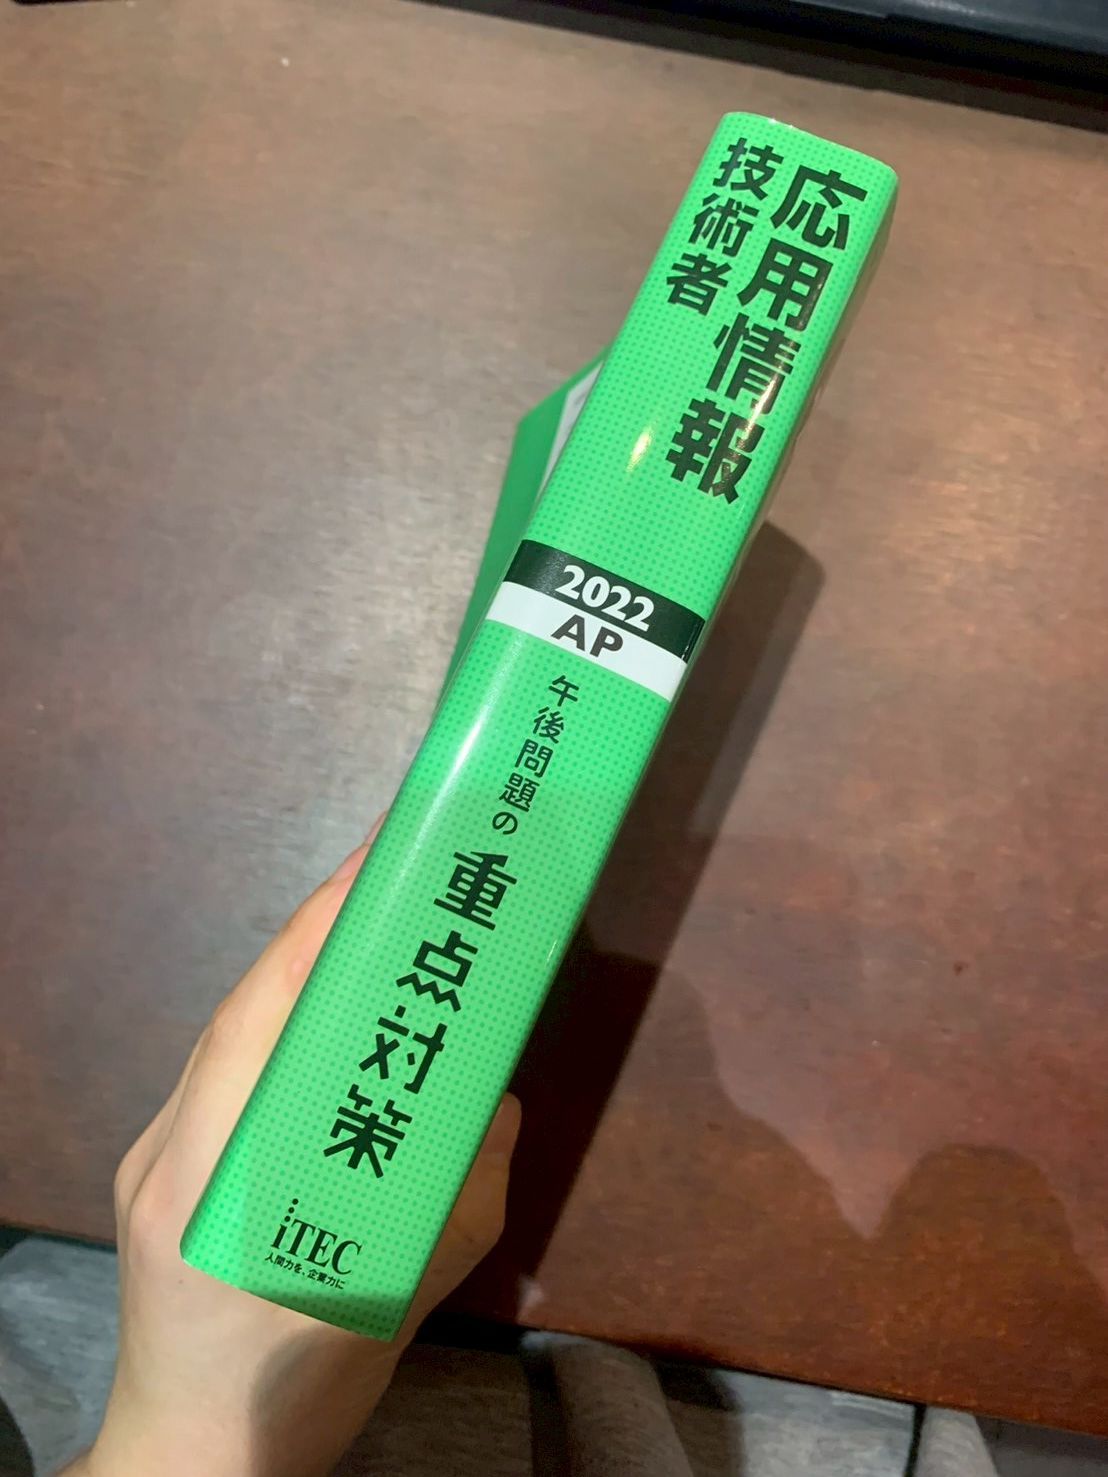 応用情報
技術者
2022
AP
午後問題の
重点対策
iTEC
人間力を、企業力に